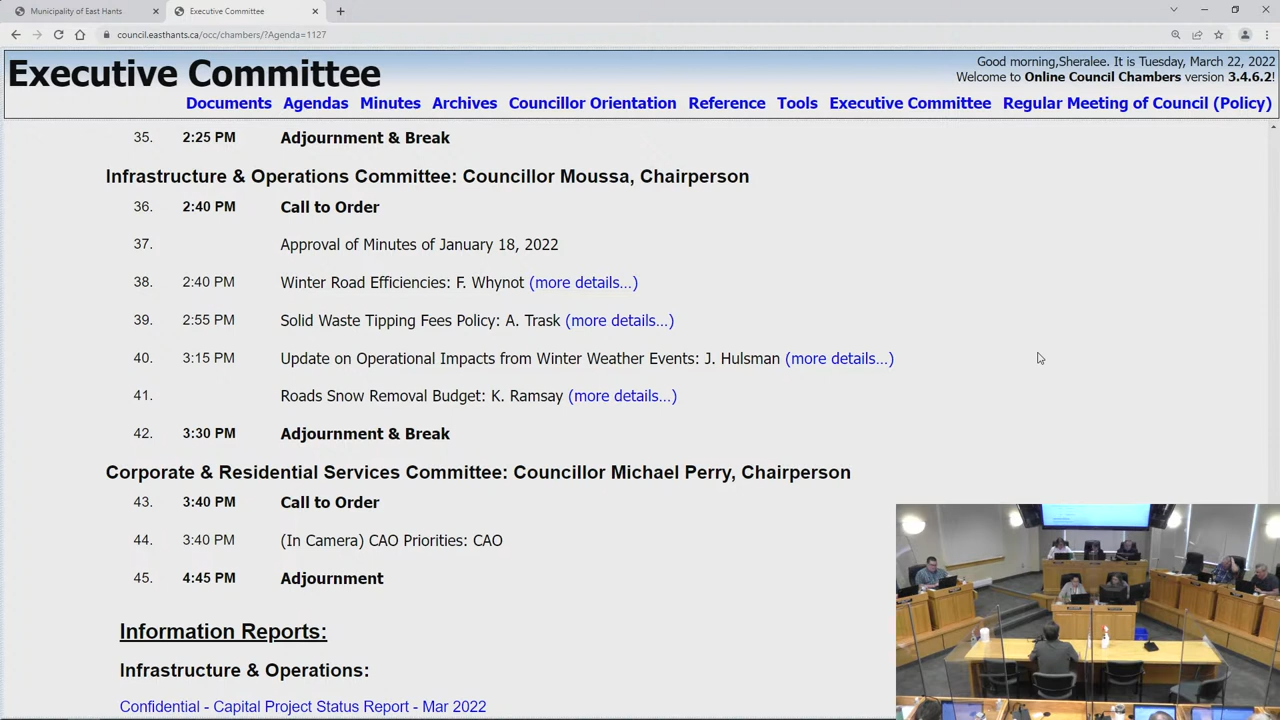 Municipality of East Hants
Executive Committee
council.easthants.ca/occ/chambers/?Agenda=1127
Executive Committee
Good morning,Sheralee. It is Tuesday, March 22, 2022
Welcome to Online Council Chambers version 3.4.6.2!
Documents Agendas Minutes Archives Councillor Orientation Reference Tools Executive Committee Regular Meeting of Council (Policy)
35. 2:25 PM Adjournment & Break
Infrastructure & Operations Committee: Councillor Moussa, Chairperson
36. 2:40 PM Call to Order
37. Approval of Minutes of January 18, 2022
38. 2:40 PM Winter Road Efficiencies: F. Whynot (more details...)
39. 2:55 PM Solid Waste Tipping Fees Policy: A. Trask (more details...)
40. 3:15 PM Update on Operational Impacts from Winter Weather Events: J. Hulsman (more details...)
41. Roads Snow Removal Budget: K. Ramsay (more details...)
42. 3:30 PM Adjournment & Break
Corporate & Residential Services Committee: Councillor Michael Perry, Chairperson
43. 3:40 PM Call to Order
44. 3:40 PM (In Camera) CAO Priorities: CAO
45. 4:45 PM Adjournment
Information Reports:
Infrastructure & Operations:
Confidential - Capital Project Status Report - Mar 2022